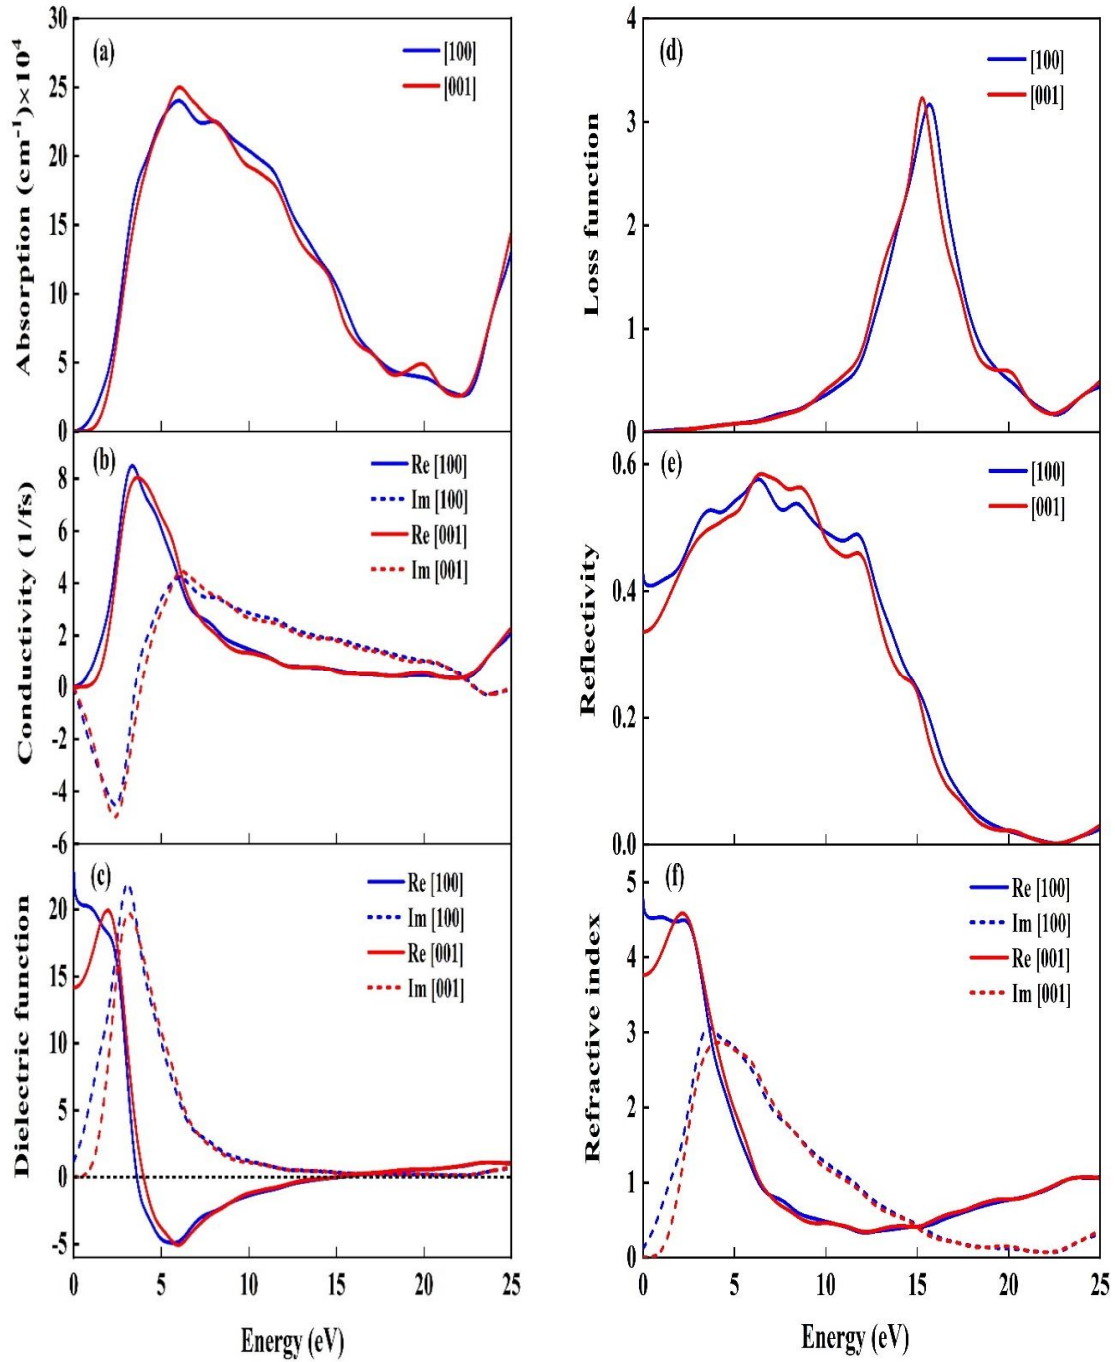 30
25
20
15
10
5
0
Absorption (cm⁻¹)×10⁴
(a)
[100]
[001]
8
6
4
2
0
-2
-4
-6
Conductivity (1/fs)
(b)
Re [100]
Im [100]
Re [001]
Im [001]
20
15
10
5
0
-5
Dielectric function
(c)
Re [100]
Im [100]
Re [001]
Im [001]
0 5 10 15 20 25
Energy (eV)
4
3
2
1
0
Loss function
(d)
[100]
[001]
0.6
0.4
0.2
0.0
Reflectivity
(e)
[100]
[001]
5
4
3
2
1
0
Refractive index
(f)
Re [100]
Im [100]
Re [001]
Im [001]
0 5 10 15 20 25
Energy (eV)